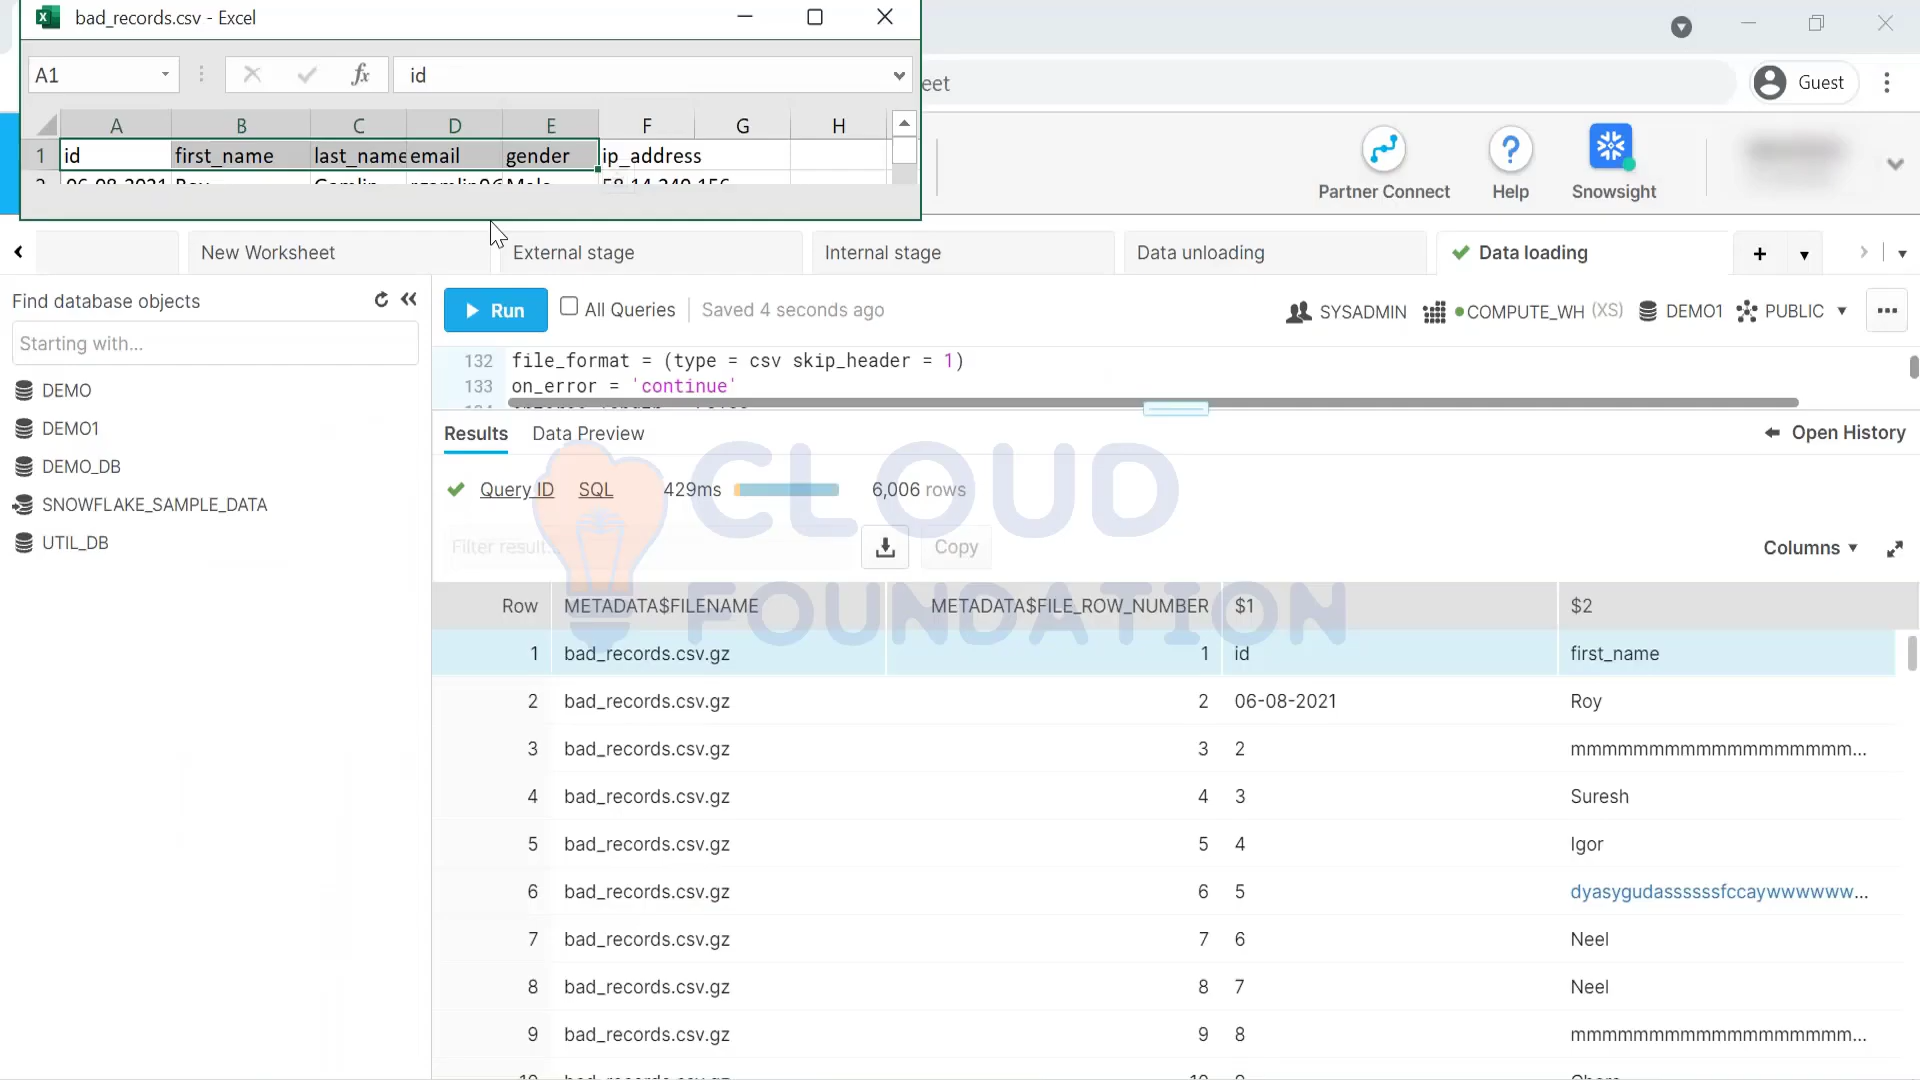 bad_records.csv - Excel
A1
fx
id
A B C D E F G H
1 id first_name last_name email gender ip_address
eet
Guest
Partner Connect
Help
Snowsight
New Worksheet
External stage
Internal stage
Data unloading
Data loading
Find database objects
Starting with...
DEMO
DEMO1
DEMO_DB
SNOWFLAKE_SAMPLE_DATA
UTIL_DB
Run
All Queries
Saved 4 seconds ago
SYSADMIN
COMPUTE_WH (XS)
DEMO1
PUBLIC
132 file_format = (type = csv skip_header = 1)
133 on_error = 'continue'
Results
Data Preview
Open History
Query ID
SQL
429ms
6,006 rows
Filter result...
Copy
Columns
CLOUD
FOUNDATION
Row METADATA$FILENAME METADATA$FILE_ROW_NUMBER $1 $2
1 bad_records.csv.gz 1 id first_name
2 bad_records.csv.gz 2 06-08-2021 Roy
3 bad_records.csv.gz 3 2 mmmmmmmmmmmmmmmmmm...
4 bad_records.csv.gz 4 3 Suresh
5 bad_records.csv.gz 5 4 Igor
6 bad_records.csv.gz 6 5 dyasygudassssssfccaywwwwww...
7 bad_records.csv.gz 7 6 Neel
8 bad_records.csv.gz 8 7 Neel
9 bad_records.csv.gz 9 8 mmmmmmmmmmmmmmmmmm...